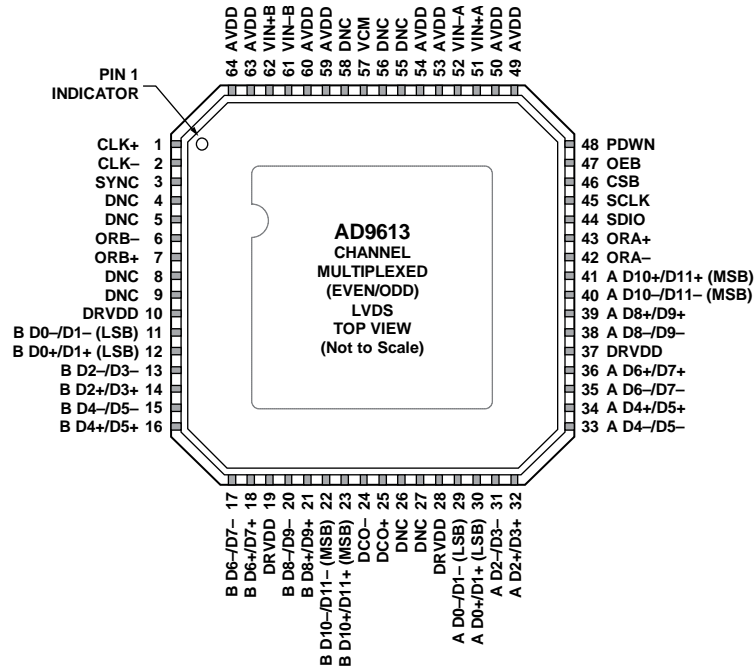 64 AVDD
63 AVDD
62 VIN+B
61 VIN–B
60 AVDD
59 AVDD
58 DNC
57 VCM
56 DNC
55 DNC
54 AVDD
53 AVDD
52 VIN–A
51 VIN+A
50 AVDD
49 AVDD
PIN 1
INDICATOR
CLK+ 1
CLK– 2
SYNC 3
DNC 4
DNC 5
ORB– 6
ORB+ 7
DNC 8
DNC 9
DRVDD 10
B D0–/D1– (LSB) 11
B D0+/D1+ (LSB) 12
B D2–/D3– 13
B D2+/D3+ 14
B D4–/D5– 15
B D4+/D5+ 16
AD9613
CHANNEL
MULTIPLEXED
(EVEN/ODD)
LVDS
TOP VIEW
(Not to Scale)
48 PDWN
47 OEB
46 CSB
45 SCLK
44 SDIO
43 ORA+
42 ORA–
41 A D10+/D11+ (MSB)
40 A D10–/D11– (MSB)
39 A D8+/D9+
38 A D8–/D9–
37 DRVDD
36 A D6+/D7+
35 A D6–/D7–
34 A D4+/D5+
33 A D4–/D5–
B D6–/D7– 17
B D6+/D7+ 18
DRVDD 19
B D8–/D9– 20
B D8+/D9+ 21
B D10–/D11– (MSB) 22
B D10+/D11+ (MSB) 23
DCO– 24
DCO+ 25
DNC 26
DNC 27
DRVDD 28
A D0–/D1– (LSB) 29
A D0+/D1+ (LSB) 30
A D2–/D3– 31
A D2+/D3+ 32